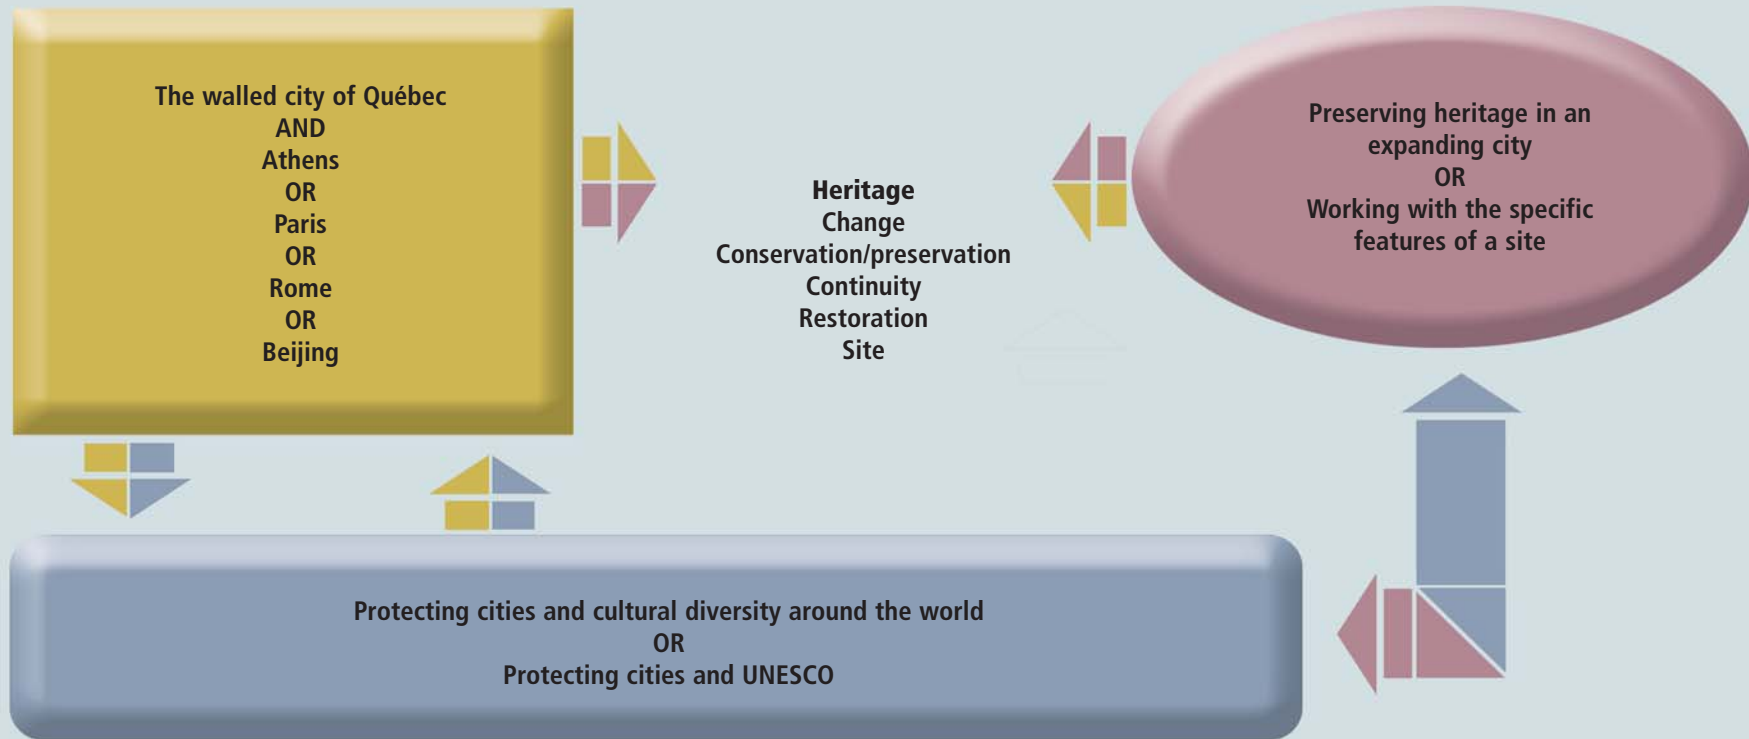 The walled city of Québec
AND
Athens
OR
Paris
OR
Rome
OR
Beijing
Heritage
Change
Conservation/preservation
Continuity
Restoration
Site
Preserving heritage in an
expanding city
OR
Working with the specific
features of a site
Protecting cities and cultural diversity around the world
OR
Protecting cities and UNESCO